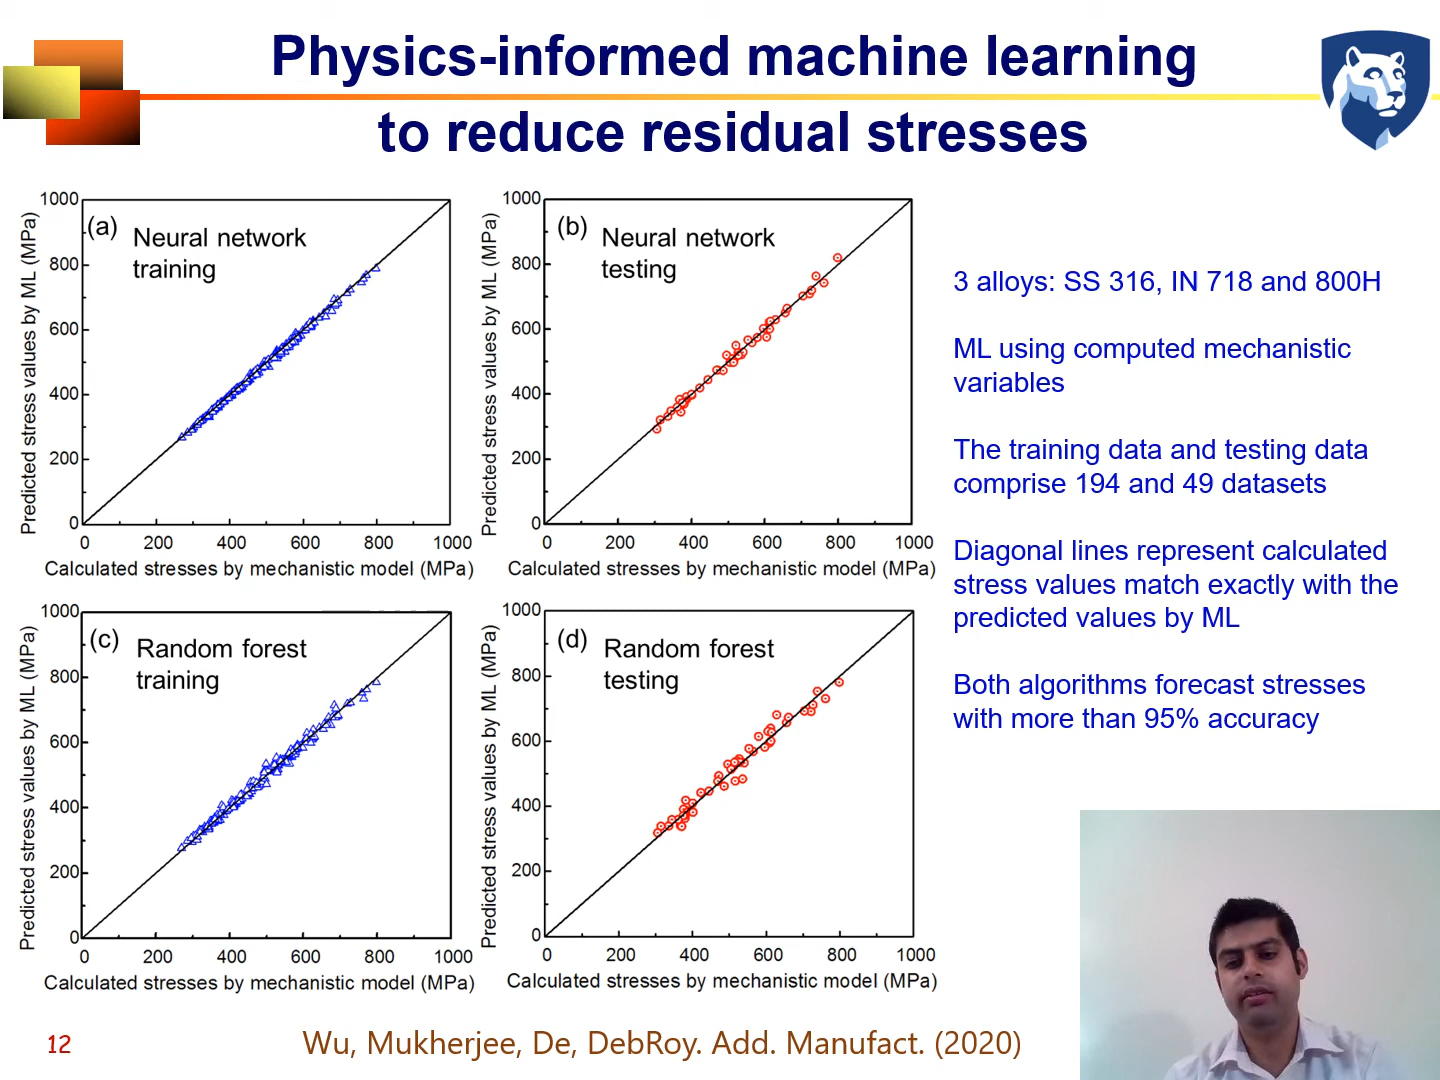 Physics-informed machine learning
to reduce residual stresses
1000
800
600
400
200
0
Predicted stress values by ML (MPa)
(a)
Neural network
training
0 200 400 600 800 1000
Calculated stresses by mechanistic model (MPa)
1000
800
600
400
200
0
Predicted stress values by ML (MPa)
(b)
Neural network
testing
0 200 400 600 800 1000
Calculated stresses by mechanistic model (MPa)
1000
800
600
400
200
0
Predicted stress values by ML (MPa)
(c)
Random forest
training
0 200 400 600 800 1000
Calculated stresses by mechanistic model (MPa)
1000
800
600
400
200
0
Predicted stress values by ML (MPa)
(d)
Random forest
testing
0 200 400 600 800 1000
Calculated stresses by mechanistic model (MPa)
3 alloys: SS 316, IN 718 and 800H
ML using computed mechanistic
variables
The training data and testing data
comprise 194 and 49 datasets
Diagonal lines represent calculated
stress values match exactly with the
predicted values by ML
Both algorithms forecast stresses
with more than 95% accuracy
12
Wu, Mukherjee, De, DebRoy. Add. Manufact. (2020)